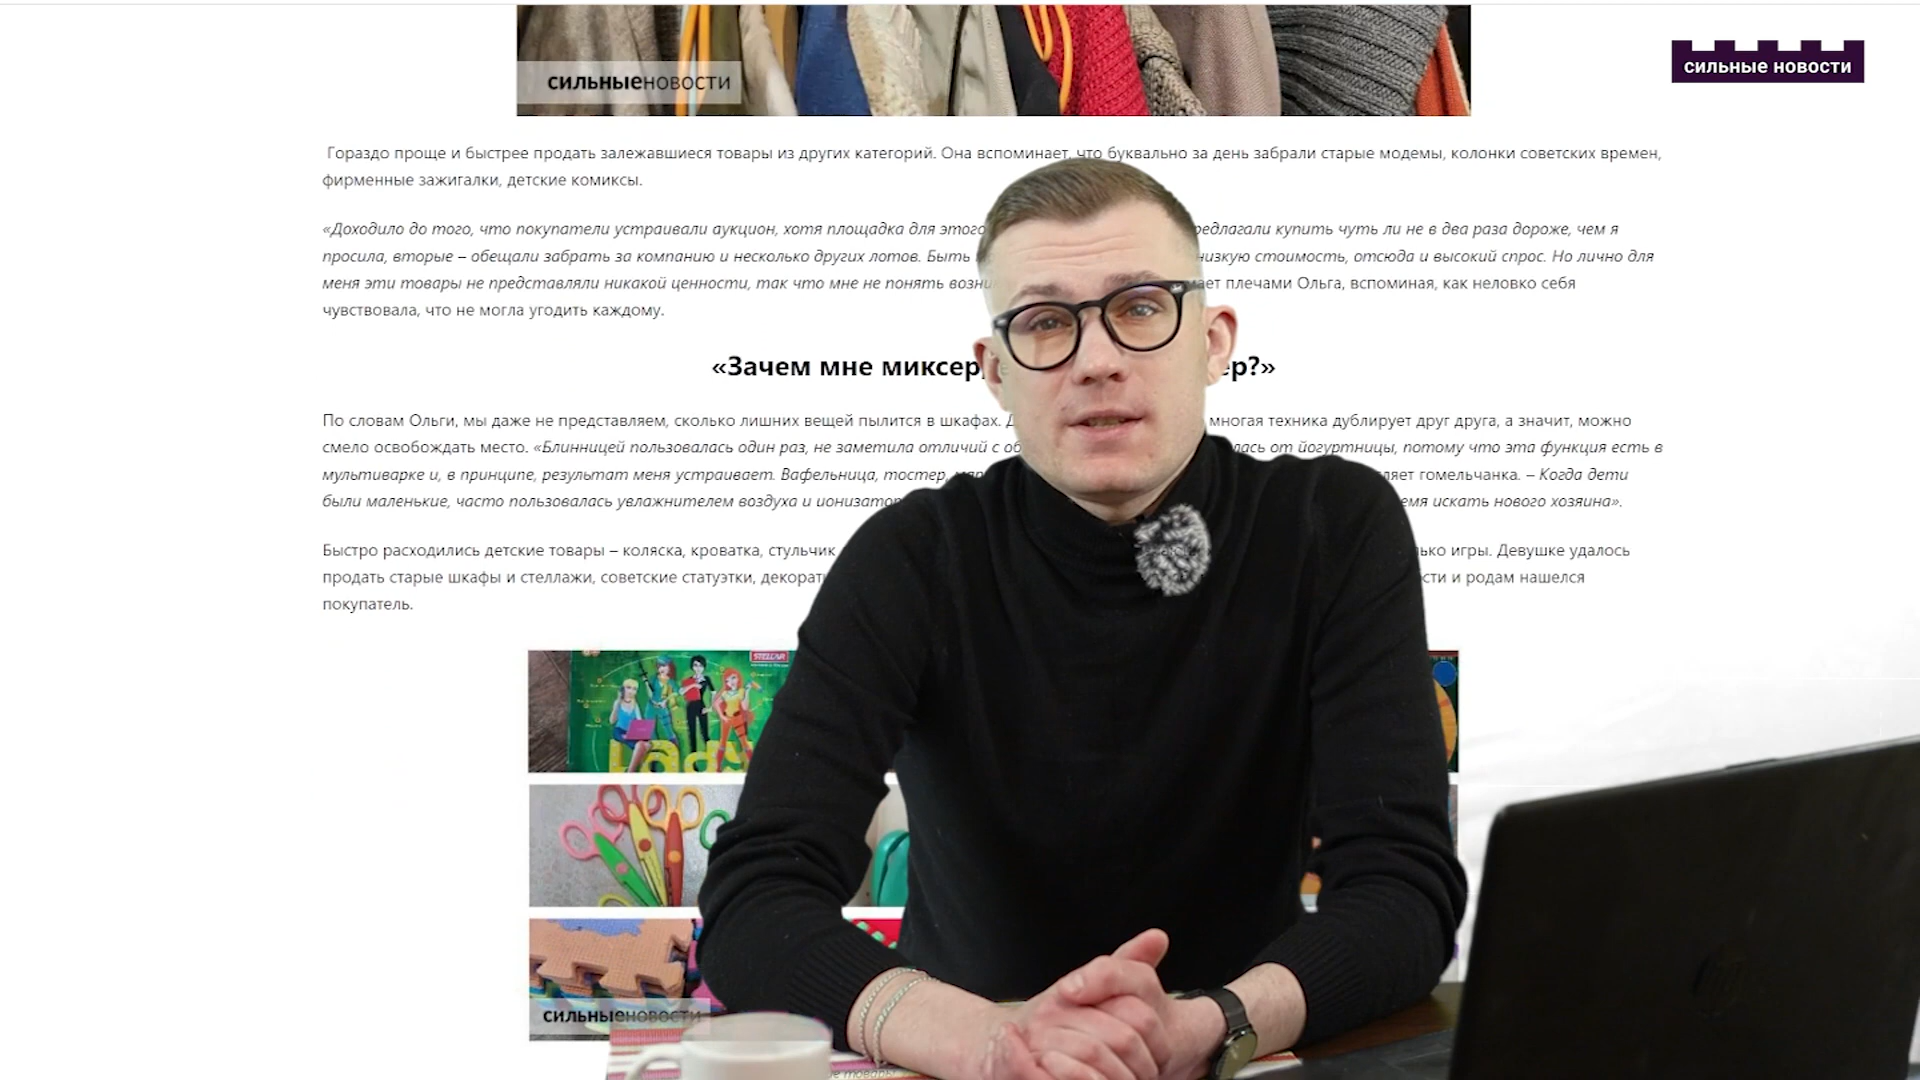 сильные новости
сильныеновости
Гораздо проще и быстрее продать залежавшиеся товары из других категорий. Она вспоминает, что буквально за день забрали старые модемы, колонки советских времен,
фирменные зажигалки, детские комиксы.
«Доходило до того, что покупатели устраивали аукцион, хотя площадка для этого редлагали купить чуть ли не в два раза дороже, чем я
просила, вторые – обещали забрать за компанию и несколько других лотов. Быть низкую стоимость, отсюда и высокий спрос. Но лично для
меня эти товары не представляли никакой ценности, так что мне не понять возни мает плечами Ольга, вспоминая, как неловко себя
чувствовала, что не могла угодить каждому.
«Зачем мне миксер, ер?»
По словам Ольги, мы даже не представляем, сколько лишних вещей пылится в шкафах. многая техника дублирует друг друга, а значит, можно
смело освобождать место. «Блинницей пользовалась один раз, не заметила отличий с об лась от йогуртницы, потому что эта функция есть в
мультиварке и, в принципе, результат меня устраивает. Вафельница, тостер, ляет гомельчанка. – Когда дети
были маленькие, часто пользовалась увлажнителем воздуха и ионизатор емя искать нового хозяина».
Быстро расходились детские товары – коляска, кроватка, стульчик ько игры. Девушке удалось
продать старые шкафы и стеллажи, советские статуэтки, декорат сти и родам нашелся
покупатель.
STELLAR
сильныеновости
е товары